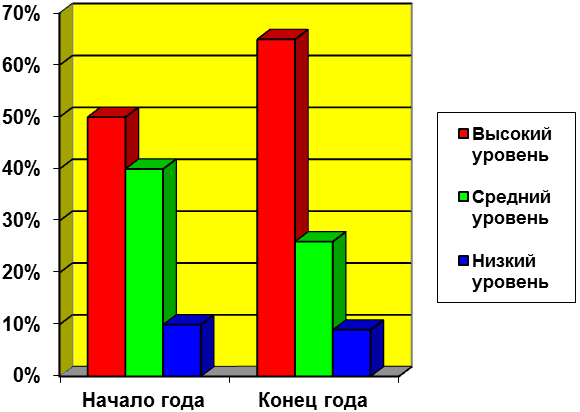 70%
60%
50%
40%
30%
20%
10%
0%
Начало года
Конец года
Высокий
уровень
Средний
уровень
Низкий
уровень